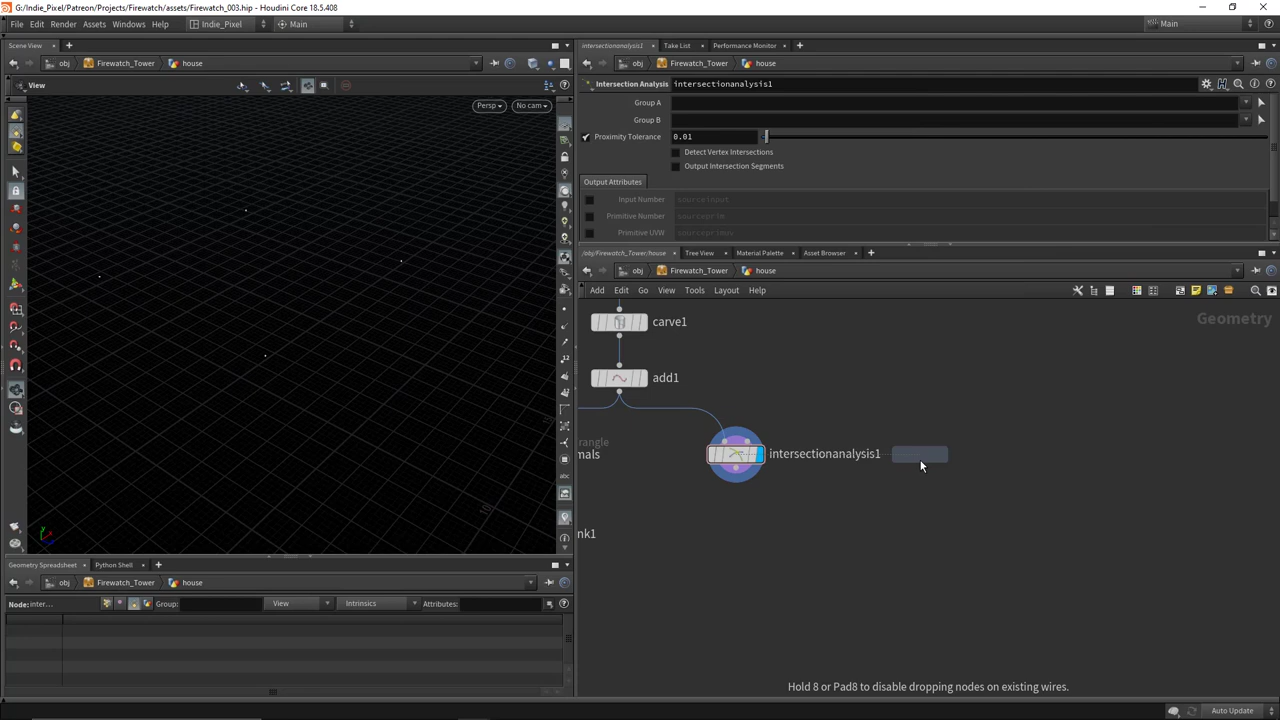 G:/Indie_Pixel/Patreon/Projects/Firewatch/assets/Firewatch_003.hip - Houdini Core 18.5.408
File Edit Render Assets Windows Help Indie_Pixel Main Main
Scene View
obj Firewatch_Tower house
View
Persp No cam
intersectionanalysis1 Take List Performance Monitor
obj Firewatch_Tower house
Intersection Analysis intersectionanalysis1
Group A
Group B
Proximity Tolerance 0.01
Detect Vertex Intersections
Output Intersection Segments
Output Attributes
Input Number sourceinput
Primitive Number sourceprim
Primitive UVW sourceprimuv
/obj/Firewatch_Tower/house Tree View Material Palette Asset Browser
obj Firewatch_Tower house
Add Edit Go View Tools Layout Help
Geometry
carve1
add1
rangle
mals
intersectionanalysis1
nk1
Hold 8 or Pad8 to disable dropping nodes on existing wires.
Geometry Spreadsheet Python Shell
obj Firewatch_Tower house
Node: inter... Group: View Intrinsics Attributes:
Auto Update